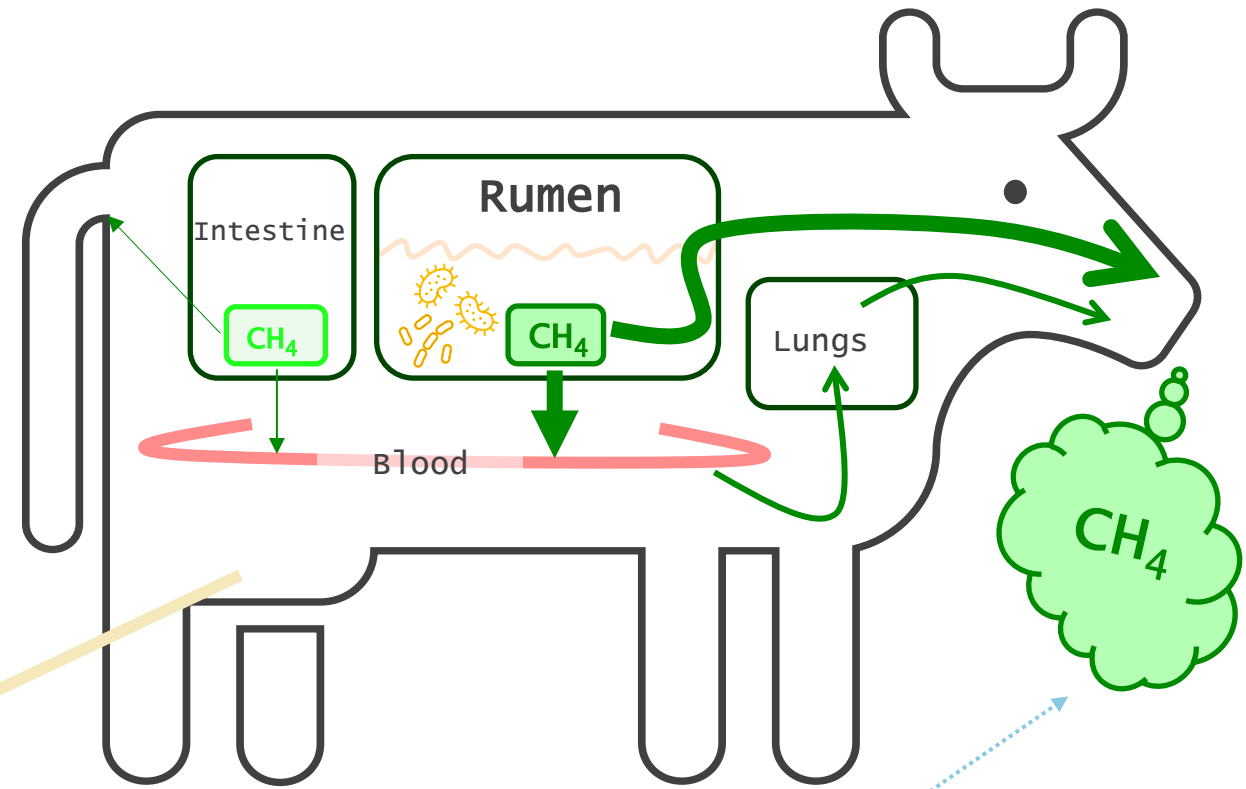 Rumen
Intestine
CH₄
CH₄
Lungs
Blood
CH₄